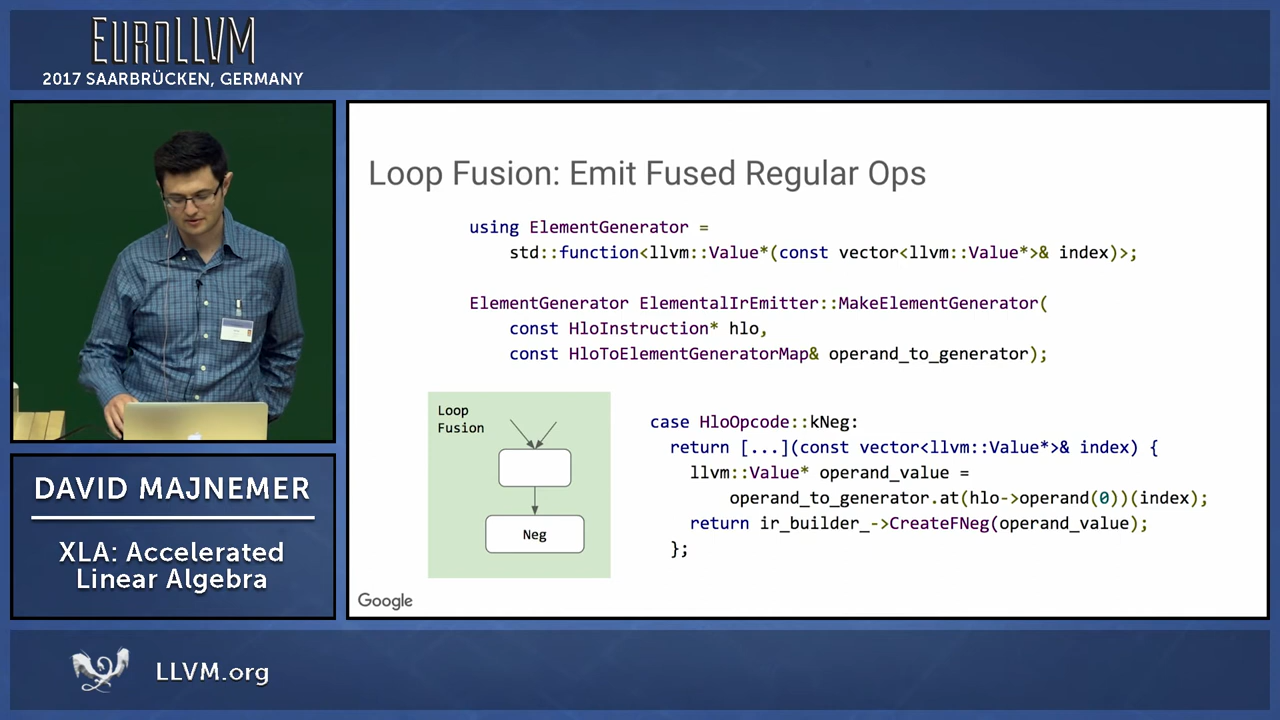 EUROLLVM
2017 SAARBRÜCKEN, GERMANY
DAVID MAJNEMER
XLA: Accelerated
Linear Algebra
LLVM.org
Loop Fusion: Emit Fused Regular Ops
using ElementGenerator =
std::function<llvm::Value*(const vector<llvm::Value*>& index)>;
ElementGenerator ElementalIrEmitter::MakeElementGenerator(
const HloInstruction* hlo,
const HloToElementGeneratorMap& operand_to_generator);
Loop
Fusion
Neg
case HloOpcode::kNeg:
return [...](const vector<llvm::Value*>& index) {
llvm::Value* operand_value =
operand_to_generator.at(hlo->operand(0))(index);
return ir_builder_->CreateFNeg(operand_value);
};
Google